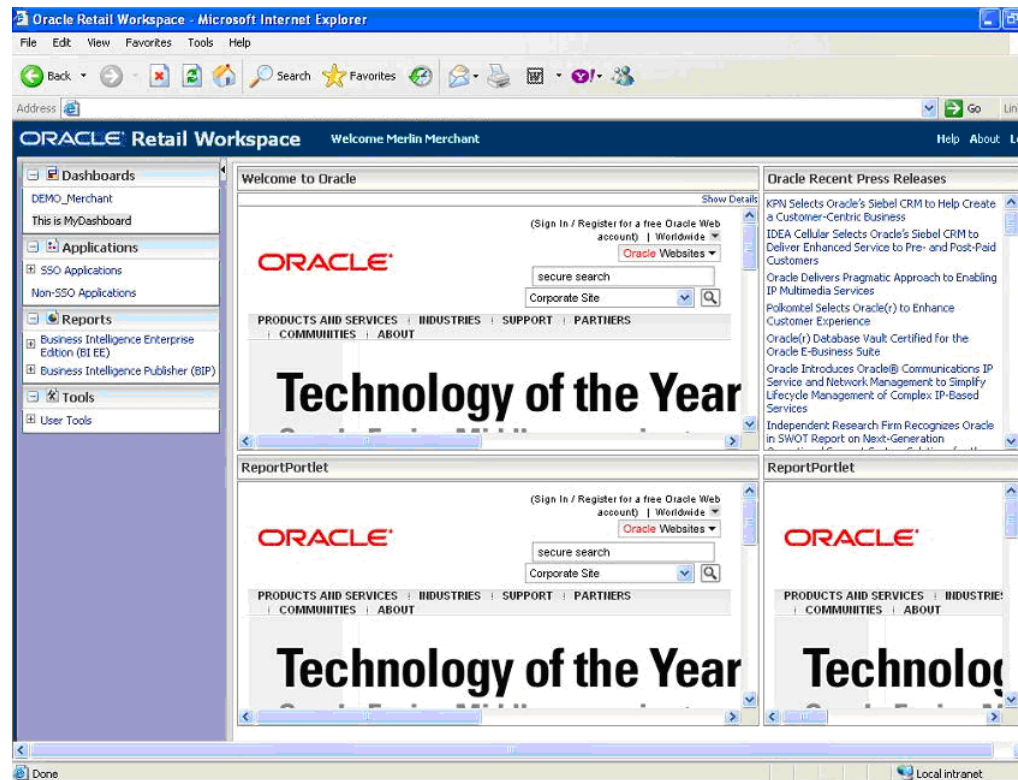 Oracle Retail Workspace - Microsoft Internet Explorer
File Edit View Favorites Tools Help
Back Search Favorites
Address Go
ORACLE Retail Workspace Welcome Merlin Merchant Help About
Dashboards
DEMO_Merchant
This is MyDashboard
Applications
SSO Applications
Non-SSO Applications
Reports
Business Intelligence Enterprise
Edition (BI EE)
Business Intelligence Publisher (BIP)
Tools
User Tools
Welcome to Oracle
Show Details
(Sign In / Register for a free Oracle Web
account) | Worldwide
ORACLE
Oracle Websites
secure search
Corporate Site
PRODUCTS AND SERVICES | INDUSTRIES | SUPPORT | PARTNERS
| COMMUNITIES | ABOUT
Technology of the Year
Oracle Recent Press Releases
KPN Selects Oracle's Siebel CRM to Help Create
a Customer-Centric Business
IDEA Cellular Selects Oracle's Siebel CRM to
Deliver Enhanced Service to Pre- and Post-Paid
Customers
Oracle Delivers Pragmatic Approach to Enabling
IP Multimedia Services
Polkomtel Selects Oracle(r) to Enhance
Customer Experience
Oracle(r) Database Vault Certified for the
Oracle E-Business Suite
Oracle Introduces Oracle® Communications IP
Service and Network Management to Simplify
Lifecycle Management of Complex IP-Based
Services
Independent Research Firm Recognizes Oracle
in SWOT Report on Next-Generation
ReportPortlet
(Sign In / Register for a free Oracle Web
account) | Worldwide
ORACLE
Oracle Websites
secure search
Corporate Site
PRODUCTS AND SERVICES | INDUSTRIES | SUPPORT | PARTNERS
| COMMUNITIES | ABOUT
Technology of the Year
ReportPortlet
ORACLE
PRODUCTS AND SERVICES | INDUSTRIES
| COMMUNITIES | ABOUT
Technolog
Done Local intranet